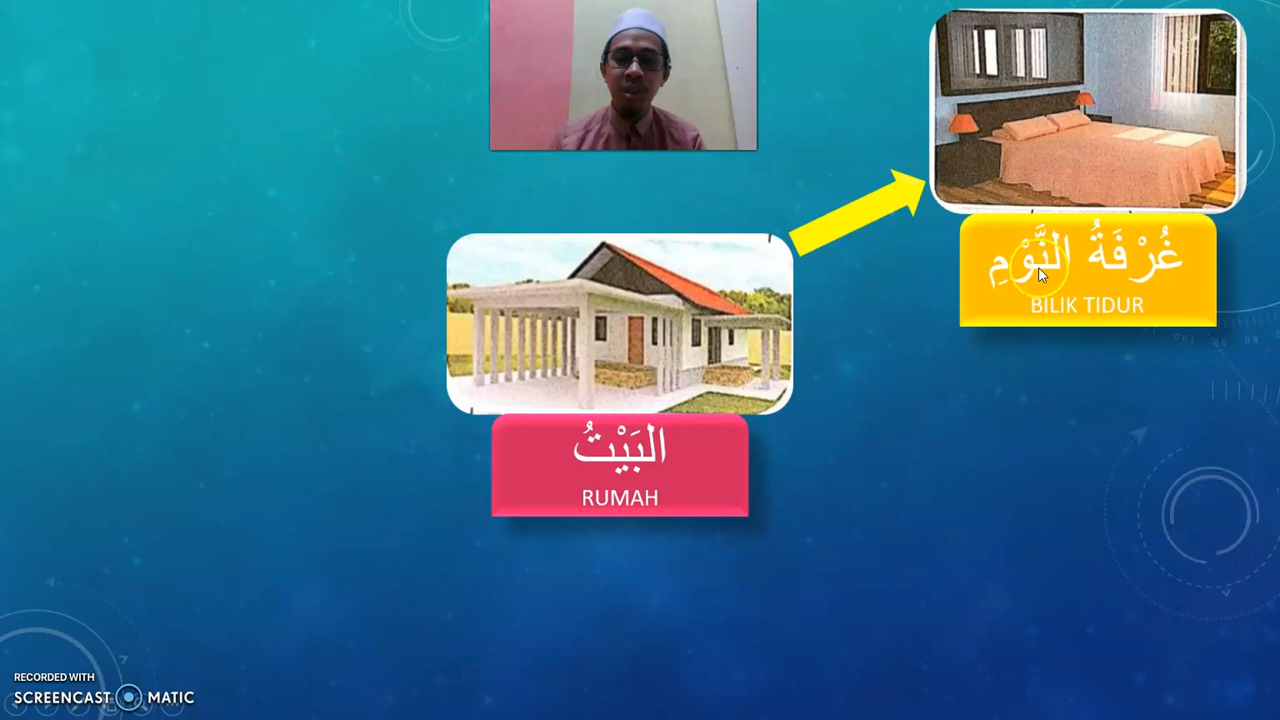 غُرْفَةُ النَّوْمِ
BILIK TIDUR
البَيْتُ
RUMAH
RECORDED WITH
SCREENCAST MATIC